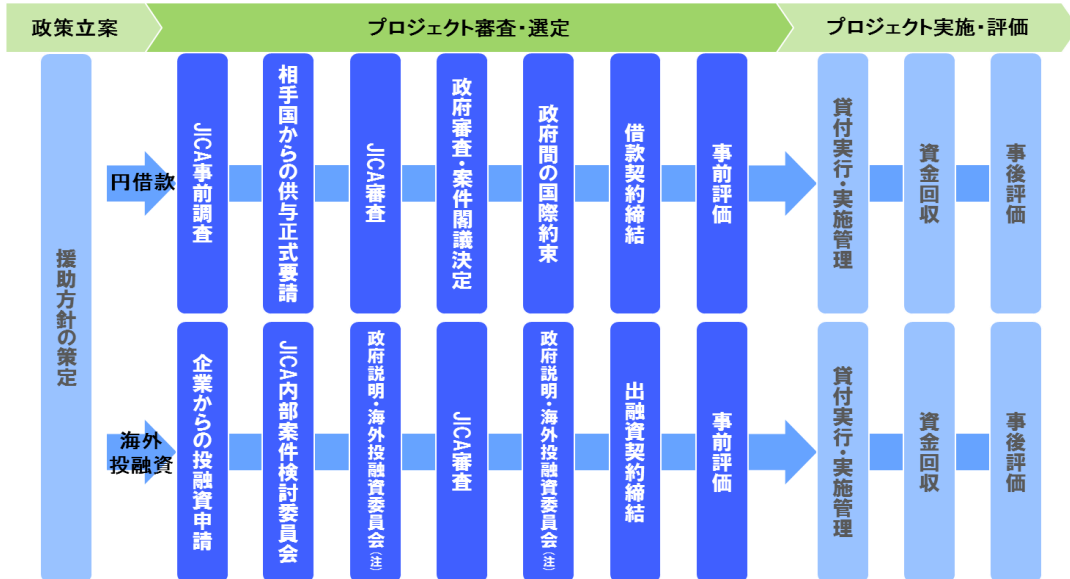 政策立案
プロジェクト審査・選定
プロジェクト実施・評価
援助方針の策定
円借款
JICA事前調査
相手国からの供与正式要請
JICA審査
政府審査・案件閣議決定
政府間の国際約束
借款契約締結
事前評価
貸付実行・実施管理
資金回収
事後評価
海外
投融資
企業からの投融資申請
JICA内部案件検討委員会
政府説明・海外投融資委員会(注)
JICA審査
政府説明・海外投融資委員会(注)
出融資契約締結
事前評価
貸付実行・実施管理
資金回収
事後評価